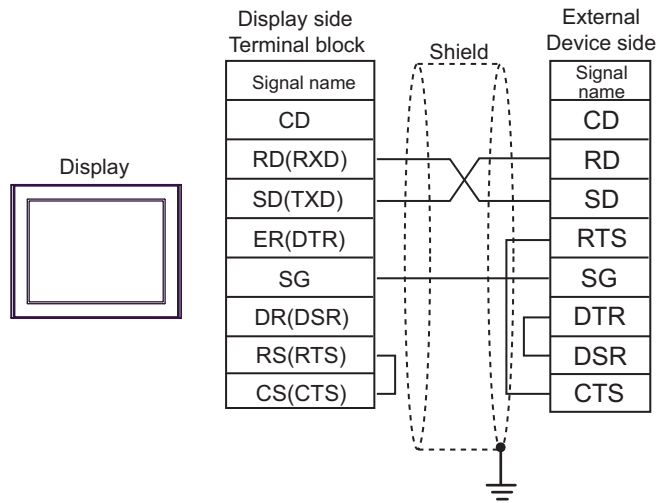 Display side
Terminal block
Shield
External
Device side
Signal name
CD
RD(RXD)
SD(TXD)
ER(DTR)
SG
DR(DSR)
RS(RTS)
CS(CTS)
Signal
name
CD
RD
SD
RTS
SG
DTR
DSR
CTS
Display